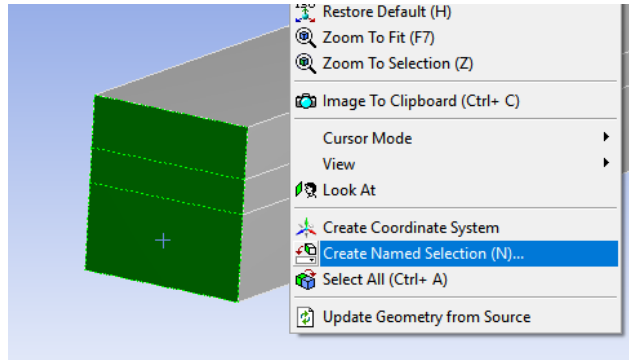 ISO
Restore Default (H)
Zoom To Fit (F7)
Zoom To Selection (Z)
Image To Clipboard (Ctrl+ C)
Cursor Mode
View
Look At
Create Coordinate System
Create Named Selection (N)...
Select All (Ctrl+ A)
Update Geometry from Source